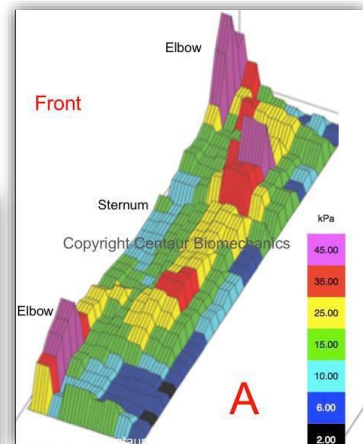 Elbow
Front
Sternum
Copyright Centaur Biomechanics
kPa
Elbow
45.00
35.00
25.00
15.00
10.00
6.00
2.00
A